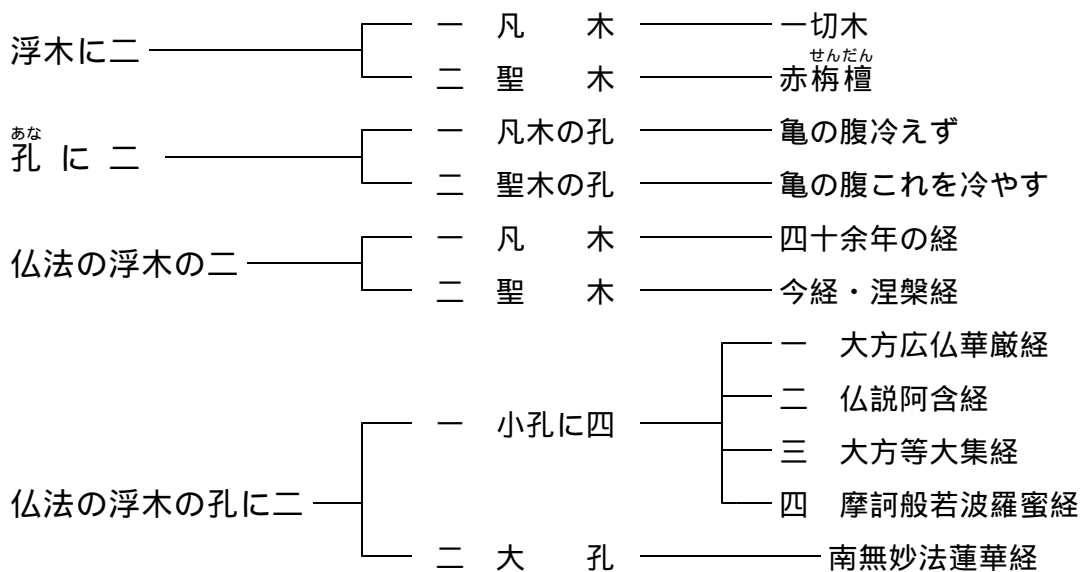 浮木に二 一 凡 木 一切木
二 聖 木 赤栴檀
せんだん
孔に二 一 凡木の孔 亀の腹冷えず
あな
二 聖木の孔 亀の腹これを冷やす
仏法の浮木の二 一 凡 木 四十余年の経
二 聖 木 今経・涅槃経
仏法の浮木の孔に二 一 小孔に四 一 大方広仏華厳経
二 仏説阿含経
三 大方等大集経
四 摩訶般若波羅蜜経
二 大 孔 南無妙法蓮華経